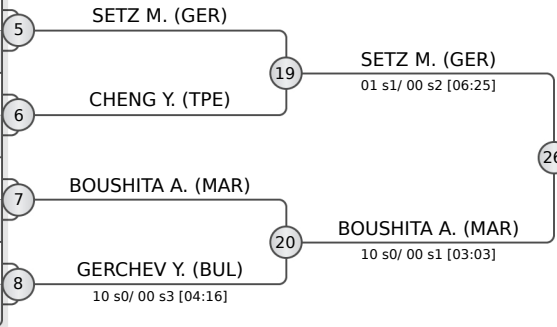 SETZ M. (GER)
5
19
SETZ M. (GER)
01 s1/ 00 s2 [06:25]
CHENG Y. (TPE)
6
26
BOUSHITA A. (MAR)
7
20
BOUSHITA A. (MAR)
10 s0/ 00 s1 [03:03]
GERCHEV Y. (BUL)
8
10 s0/ 00 s3 [04:16]